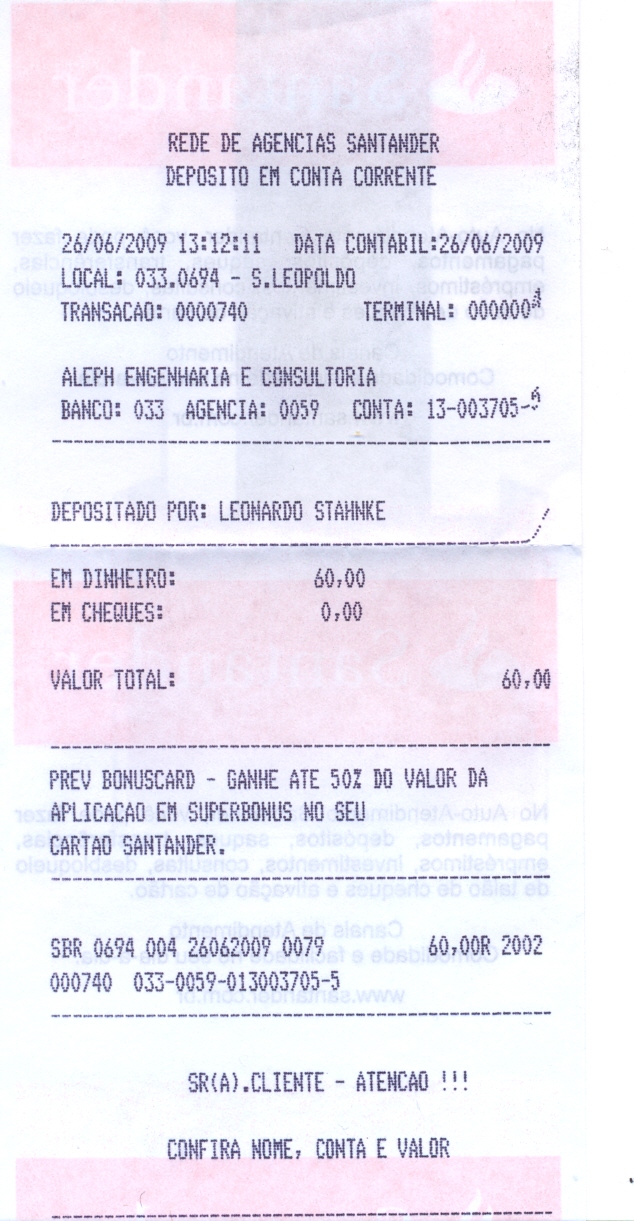 REDE DE AGENCIAS SANTANDER
DEPOSITO EM CONTA CORRENTE
26/06/2009 13:12:11 DATA CONTABIL:26/06/2009
LOCAL: 033.0694 - S.LEOPOLDO
TRANSACAO: 0000740 TERMINAL:
ALEPH ENGENHARIA E CONSULTORIA
BANCO: 033 AGENCIA: 0059 CONTA:
DEPOSITADO POR: LEONARDO STAHNKE
EM DINHEIRO: 60,00
EM CHEQUES: 0,00
VALOR TOTAL: 60,00
PREV BONUSCARD - GANHE ATE 50% DO VALOR DA
APLICACAO EM SUPERBONUS NO SEU
CARTAO SANTANDER.
SBR 0694 004 26062009 0079 60,00R 2002
000740 033-0059-013003705-5
SR(A).CLIENTE - ATENCAO !!!
CONFIRA NOME, CONTA E VALOR